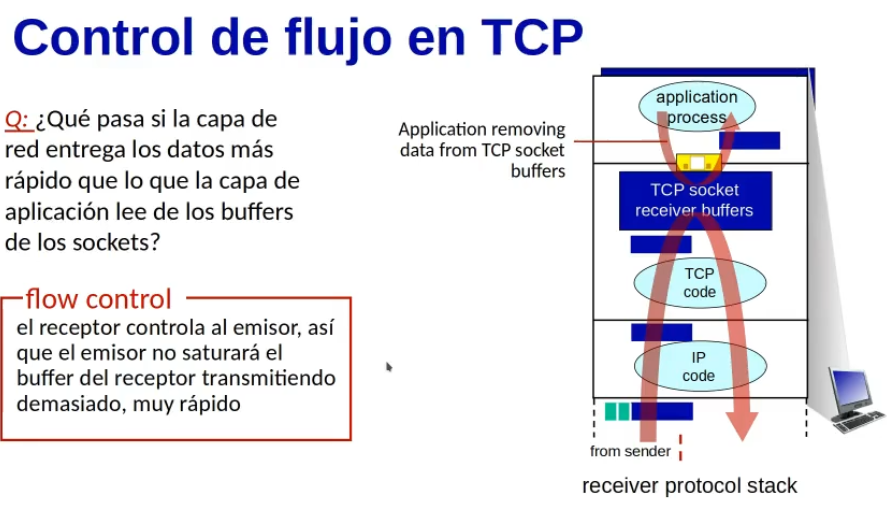 Control de flujo en TCP
Q: ¿Qué pasa si la capa de
red entrega los datos más
rápido que lo que la capa de
aplicación lee de los buffers
de los sockets?
flow control
el receptor controla al emisor, así
que el emisor no saturará el
buffer del receptor transmitiendo
demasiado, muy rápido
Application removing
data from TCP socket
buffers
application
process
TCP socket
receiver buffers
TCP
code
IP
code
from sender
receiver protocol stack